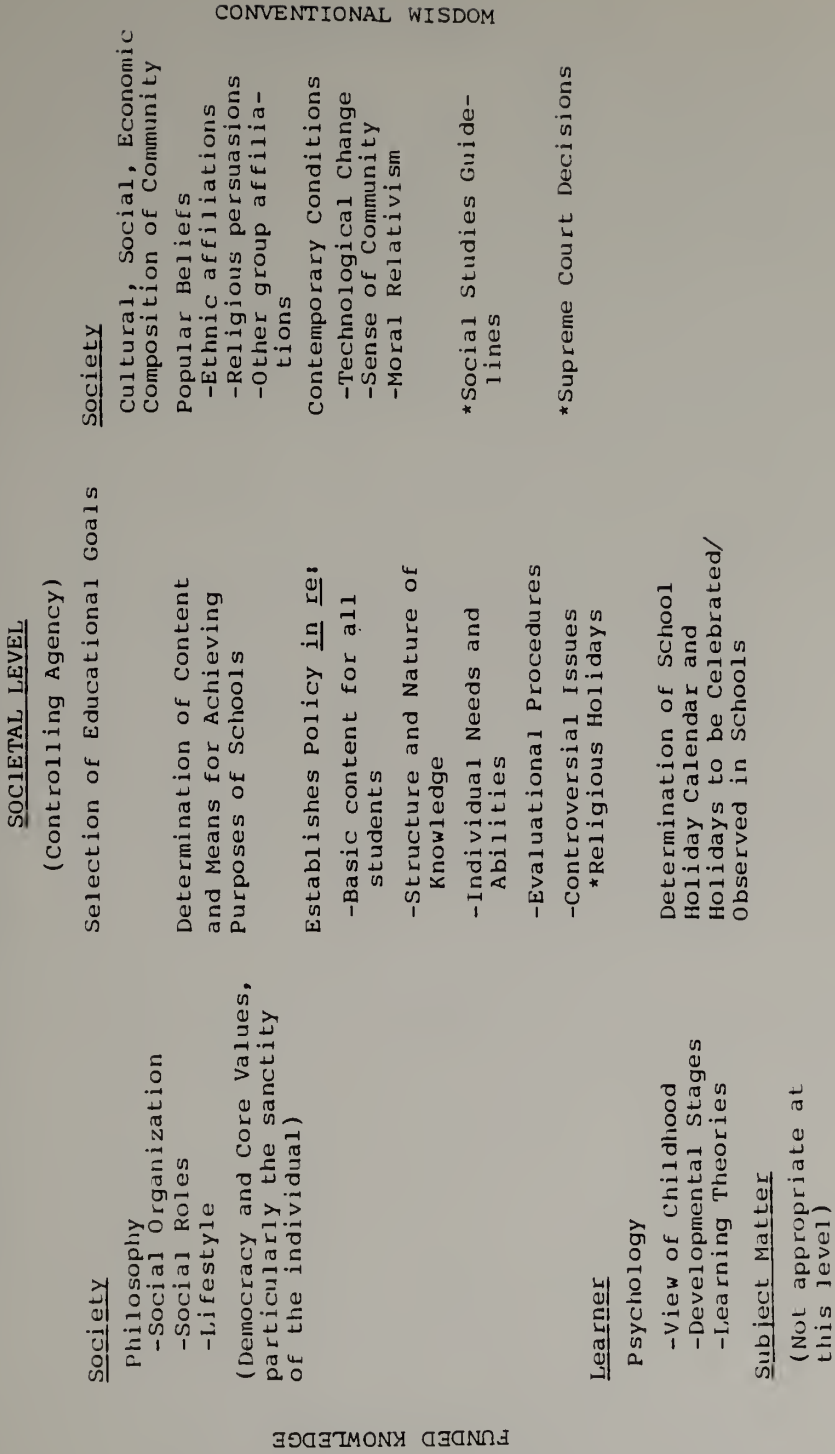 SOCIETAL LEVEL
(Controlling Agency)
FUNDED KNOWLEDGE
Society
Philosophy
-Social Organization
-Social Roles
-Lifestyle
(Democracy and Core Values,
particularly the sanctity
of the individual)
Learner
Psychology
-View of Childhood
-Developmental Stages
-Learning Theories
Subject Matter
(Not appropriate at
this level)
Selection of Educational Goals
Determination of Content
and Means for Achieving
Purposes of Schools
Establishes Policy in re:
-Basic content for all
students
-Structure and Nature of
Knowledge
-Individual Needs and
Abilities
-Evaluational Procedures
-Controversial Issues
*Religious Holidays
Determination of School
Holiday Calendar and
Holidays to be Celebrated/
Observed in Schools
Society
Cultural, Social, Economic
Composition of Community
Popular Beliefs
-Ethnic affiliations
-Religious persuasions
-Other group affilia-
tions
Contemporary Conditions
-Technological Change
-Sense of Community
-Moral Relativism
*Social Studies Guide-
lines
*Supreme Court Decisions
CONVENTIONAL WISDOM